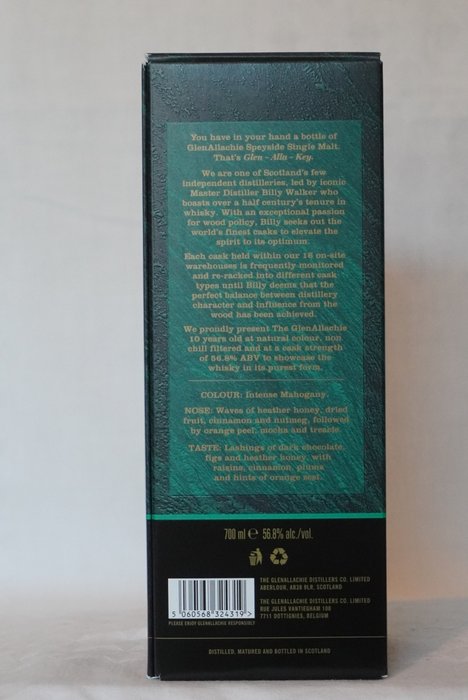 You have in your hand a bottle of
GlenAllachie Speyside Single Malt.
That's Glen - Alla - Key.
We are one of Scotland's few
independent distilleries, led by iconic
Master Distiller Billy Walker who
boasts over a half century's tenure in
whisky. With an exceptional passion
for wood policy, Billy seeks out the
world's finest casks to elevate the
spirit to its optimum.
Each cask held within our 16 on-site
warehouses is frequently monitored
and re-racked into different cask
types until Billy deems that the
perfect balance between distillery
character and influence from the
wood has been achieved.
We proudly present The GlenAllachie
10 years old at natural colour, non
chill filtered and at a cask strength
of 56.8% ABV to showcase the
whisky in its purest form.
COLOUR: Intense Mahogany.
NOSE: Waves of heather honey, dried
fruit, cinnamon and nutmeg, followed
by orange peel, mocha and treacle.
TASTE: Lashings of dark chocolate,
figs and heather honey, with
raisins, cinnamon, plums
and hints of orange zest.
700 ml ℮ 56.8% alc./vol.
THE GLENALLACHIE DISTILLERS CO. LIMITED
ABERLOUR, AB38 9LR, SCOTLAND
THE GLENALLACHIE DISTILLERS CO. LIMITED
RUE JULES VANTIEGHEM 108
7711 DOTTIGNIES, BELGIUM
5 060568 324319 >
PLEASE ENJOY GLENALLACHIE RESPONSIBLY
DISTILLED, MATURED AND BOTTLED IN SCOTLAND